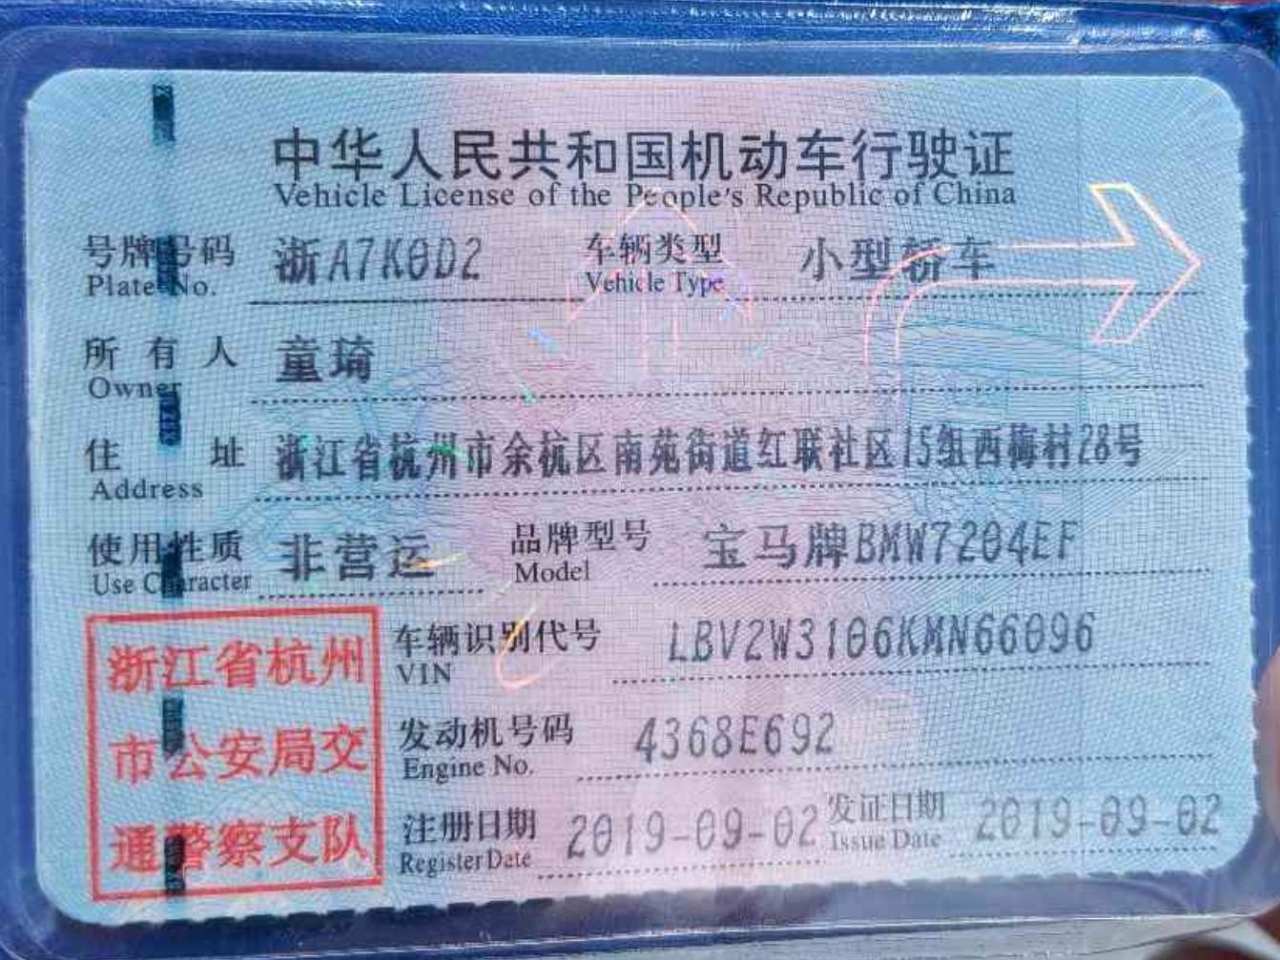 中华人民共和国机动车行驶证
Vehicle License of the People's Republic of China
号牌号码 浙A7K0D2 车辆类型 小型轿车
Plate No. Vehicle Type
所有人 童琦
Owner
住址 浙江省杭州市余杭区南苑街道红联社区15组西梅村28号
Address
使用性质 非营运 品牌型号 宝马牌BMW7204EF
Use Character Model
车辆识别代号 LBV2W3106KMN66096
VIN
发动机号码 4368E692
Engine No.
注册日期 2019-09-02 发证日期 2019-09-02
Register Date Issue Date
浙江省杭州
市公安局交
通警察支队